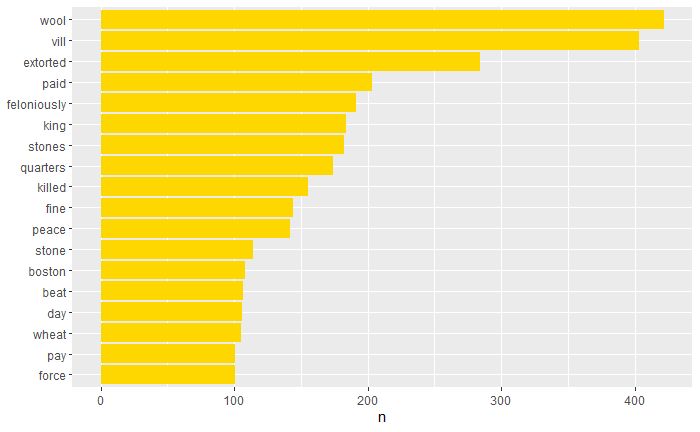 wool
vill
extorted
paid
feloniously
king
stones
quarters
killed
fine
peace
stone
boston
beat
day
wheat
pay
force
0 100 200 300 400
n